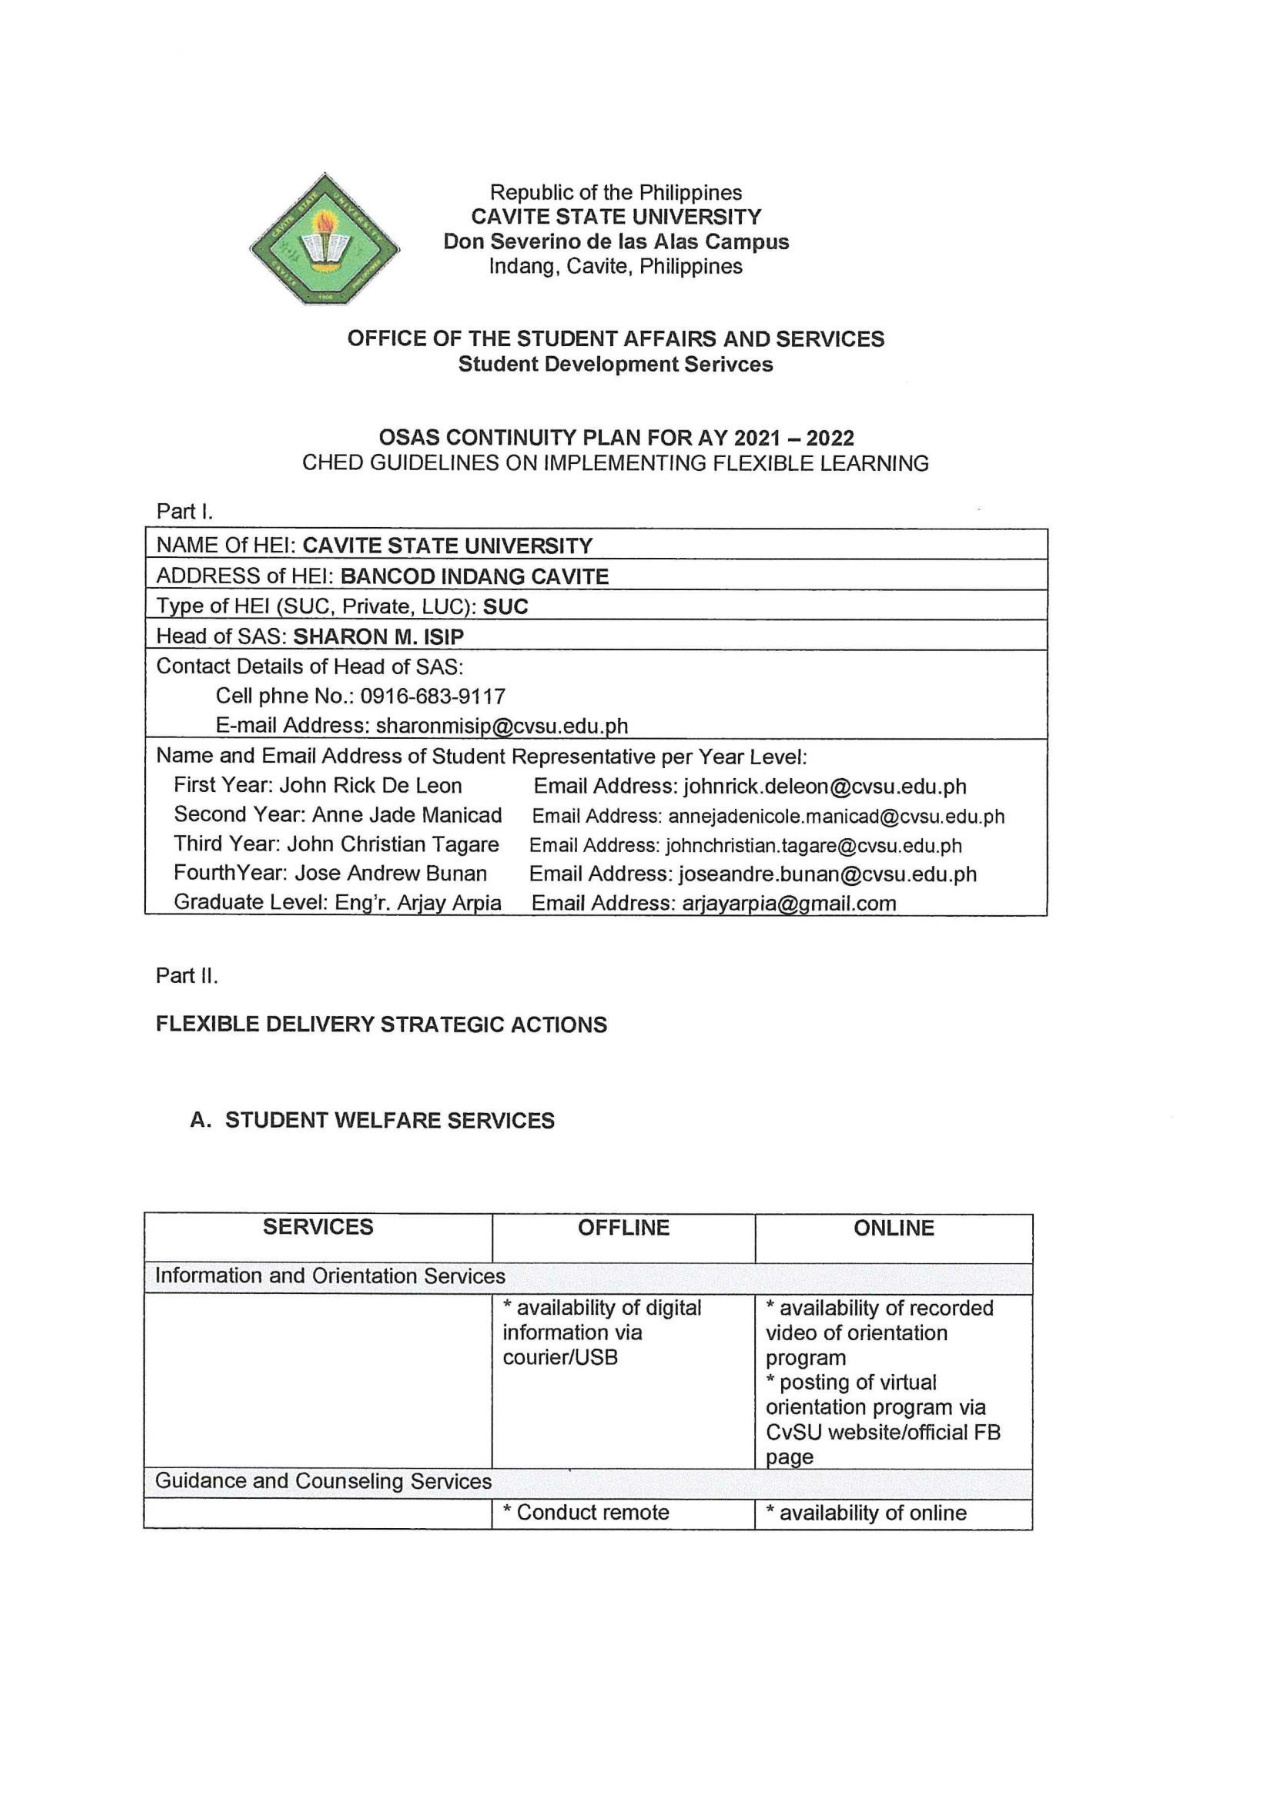 Republic of the Philippines
CAVITE STATE UNIVERSITY
Don Severino de las Alas Campus
Indang, Cavite, Philippines
CAVITE STATE UNIVERSITY
CAVITE
1906
PHILIPPINES
OFFICE OF THE STUDENT AFFAIRS AND SERVICES
Student Development Serivces
OSAS CONTINUITY PLAN FOR AY 2021 – 2022
CHED GUIDELINES ON IMPLEMENTING FLEXIBLE LEARNING
Part I.
NAME Of HEI: CAVITE STATE UNIVERSITY
ADDRESS of HEI: BANCOD INDANG CAVITE
Type of HEI (SUC, Private, LUC): SUC
Head of SAS: SHARON M. ISIP
Contact Details of Head of SAS:
Cell phne No.: 0916-683-9117
E-mail Address: sharonmisip@cvsu.edu.ph
Name and Email Address of Student Representative per Year Level:
First Year: John Rick De Leon Email Address: johnrick.deleon@cvsu.edu.ph
Second Year: Anne Jade Manicad Email Address: annejadenicole.manicad@cvsu.edu.ph
Third Year: John Christian Tagare Email Address: johnchristian.tagare@cvsu.edu.ph
FourthYear: Jose Andrew Bunan Email Address: joseandre.bunan@cvsu.edu.ph
Graduate Level: Eng'r. Arjay Arpia Email Address: arjayarpia@gmail.com
Part II.
FLEXIBLE DELIVERY STRATEGIC ACTIONS
A. STUDENT WELFARE SERVICES
SERVICES OFFLINE ONLINE
Information and Orientation Services
* availability of digital
information via
courier/USB
* availability of recorded
video of orientation
program
* posting of virtual
orientation program via
CvSU website/official FB
page
Guidance and Counseling Services
* Conduct remote
* availability of online